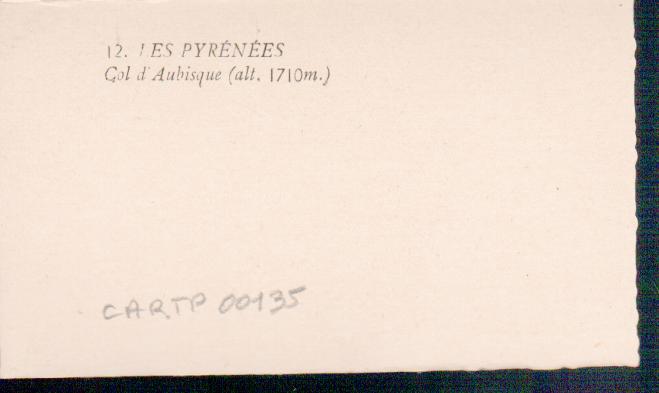 12. LES PYRÉNÉES
Col d'Aubisque (alt. 1710m.)
CARTP 00135